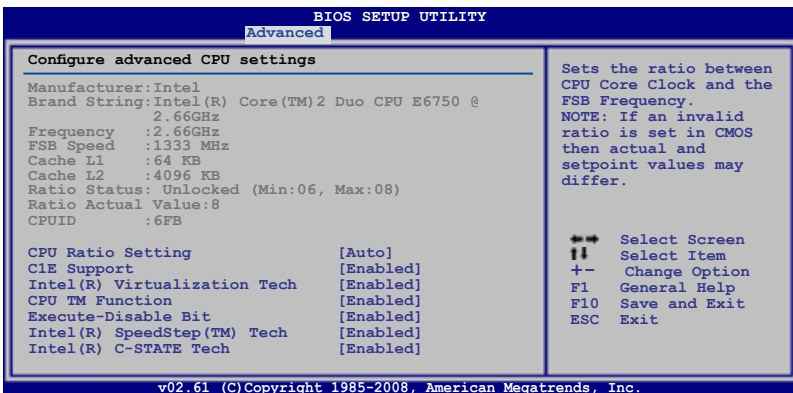 BIOS SETUP UTILITY
Advanced
Configure advanced CPU settings
Manufacturer:Intel
Brand String:Intel(R) Core(TM)2 Duo CPU E6750 @
2.66GHz
Frequency :2.66GHz
FSB Speed :1333 MHz
Cache L1 :64 KB
Cache L2 :4096 KB
Ratio Status: Unlocked (Min:06, Max:08)
Ratio Actual Value:8
CPUID :6FB
CPU Ratio Setting [Auto]
C1E Support [Enabled]
Intel(R) Virtualization Tech [Enabled]
CPU TM Function [Enabled]
Execute-Disable Bit [Enabled]
Intel(R) SpeedStep(TM) Tech [Enabled]
Intel(R) C-STATE Tech [Enabled]
Sets the ratio between
CPU Core Clock and the
FSB Frequency.
NOTE: If an invalid
ratio is set in CMOS
then actual and
setpoint values may
differ.
Select Screen
Select Item
+- Change Option
F1 General Help
F10 Save and Exit
ESC Exit
v02.61 (C)Copyright 1985-2008, American Megatrends, Inc.